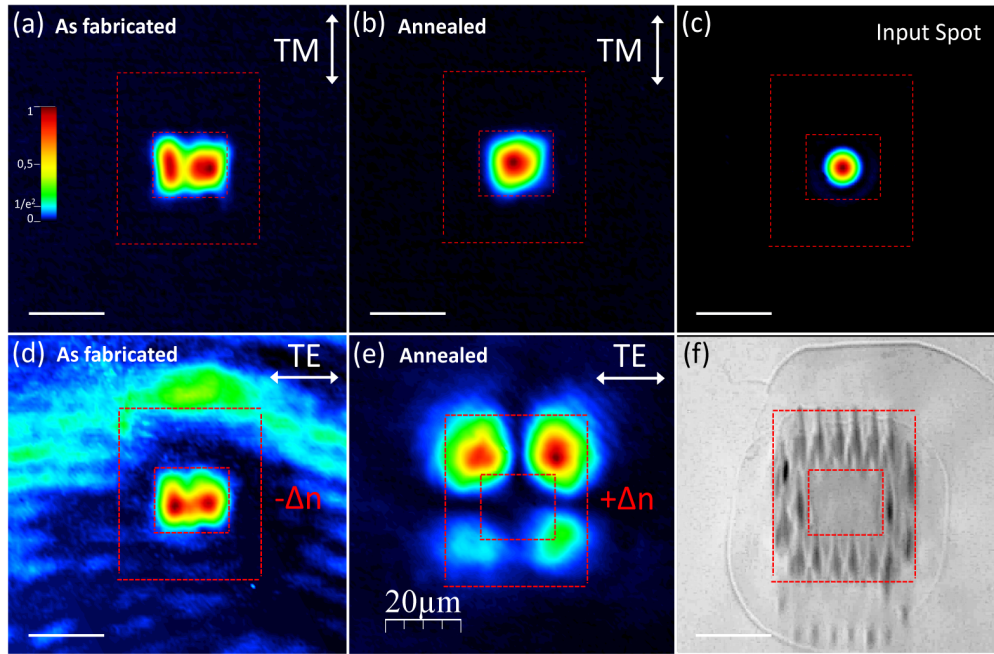 (a) As fabricated
TM
1
0,5
1/e²
0
(b) Annealed
TM
(c)
Input Spot
(d) As fabricated
TE
-Δn
(e) Annealed
TE
+Δn
20µm
(f)